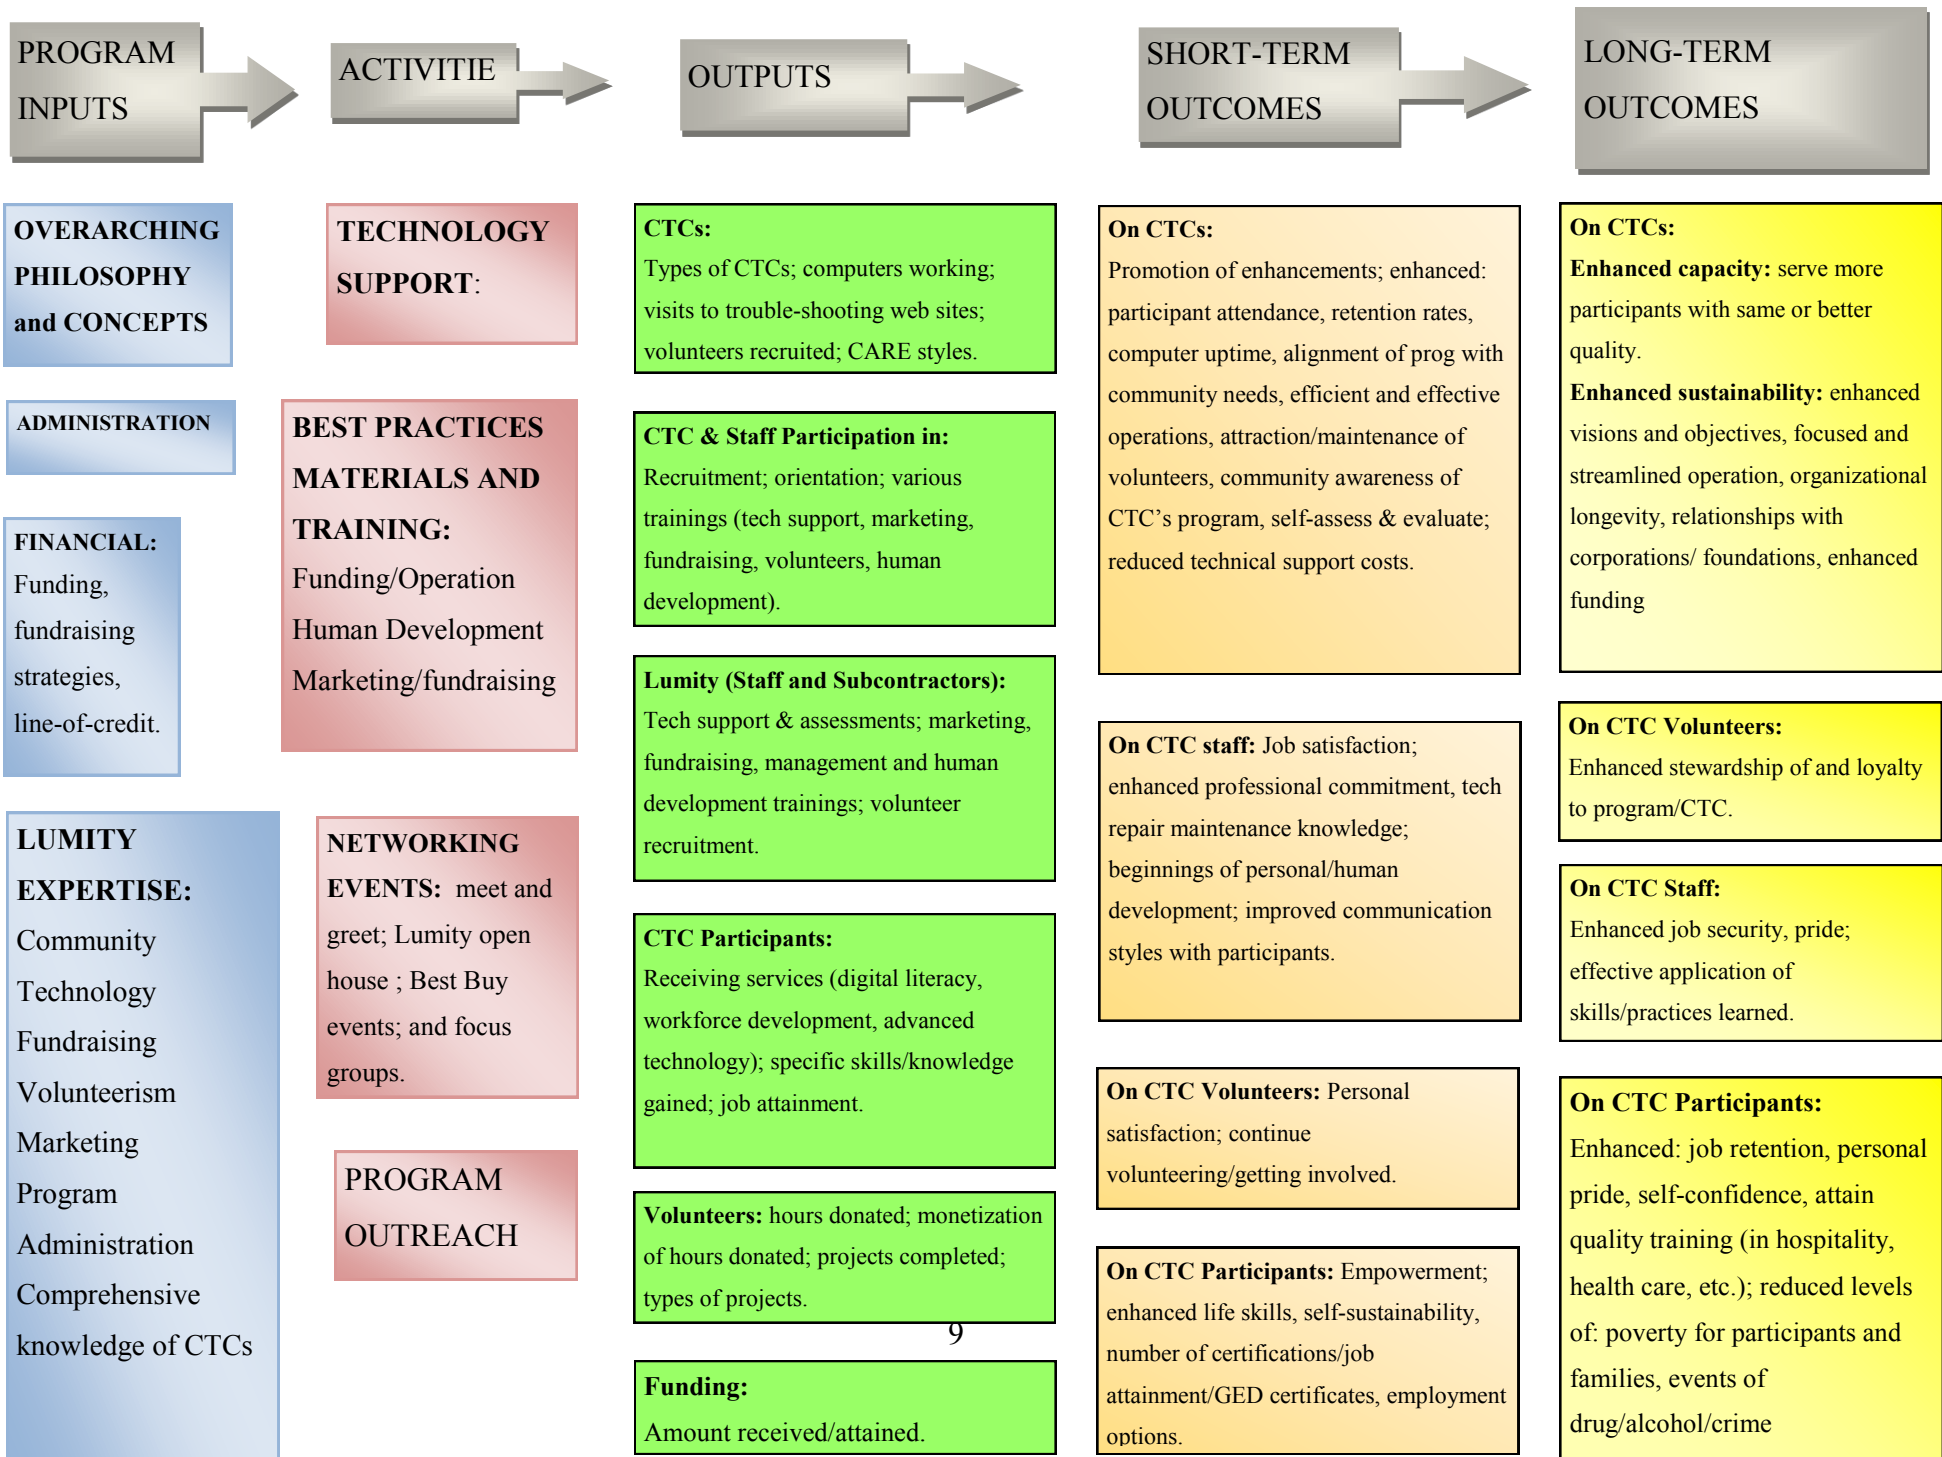 PROGRAM
INPUTS
ACTIVITIE
OUTPUTS
SHORT-TERM
OUTCOMES
LONG-TERM
OUTCOMES
OVERARCHING
PHILOSOPHY
and CONCEPTS
ADMINISTRATION
FINANCIAL:
Funding,
fundraising
strategies,
line-of-credit.
LUMITY
EXPERTISE:
Community
Technology
Fundraising
Volunteerism
Marketing
Program
Administration
Comprehensive
knowledge of CTCs
TECHNOLOGY
SUPPORT:
BEST PRACTICES
MATERIALS AND
TRAINING:
Funding/Operation
Human Development
Marketing/fundraising
NETWORKING
EVENTS: meet and
greet; Lumity open
house ; Best Buy
events; and focus
groups.
PROGRAM
OUTREACH
CTCs:
Types of CTCs; computers working;
visits to trouble-shooting web sites;
volunteers recruited; CARE styles.
CTC & Staff Participation in:
Recruitment; orientation; various
trainings (tech support, marketing,
fundraising, volunteers, human
development).
Lumity (Staff and Subcontractors):
Tech support & assessments; marketing,
fundraising, management and human
development trainings; volunteer
recruitment.
CTC Participants:
Receiving services (digital literacy,
workforce development, advanced
technology); specific skills/knowledge
gained; job attainment.
Volunteers: hours donated; monetization
of hours donated; projects completed;
types of projects.
9
Funding:
Amount received/attained.
On CTCs:
Promotion of enhancements; enhanced:
participant attendance, retention rates,
computer uptime, alignment of prog with
community needs, efficient and effective
operations, attraction/maintenance of
volunteers, community awareness of
CTC’s program, self-assess & evaluate;
reduced technical support costs.
On CTC staff: Job satisfaction;
enhanced professional commitment, tech
repair maintenance knowledge;
beginnings of personal/human
development; improved communication
styles with participants.
On CTC Volunteers: Personal
satisfaction; continue
volunteering/getting involved.
On CTC Participants: Empowerment;
enhanced life skills, self-sustainability,
number of certifications/job
attainment/GED certificates, employment
options.
On CTCs:
Enhanced capacity: serve more
participants with same or better
quality.
Enhanced sustainability: enhanced
visions and objectives, focused and
streamlined operation, organizational
longevity, relationships with
corporations/ foundations, enhanced
funding
On CTC Volunteers:
Enhanced stewardship of and loyalty
to program/CTC.
On CTC Staff:
Enhanced job security, pride;
effective application of
skills/practices learned.
On CTC Participants:
Enhanced: job retention, personal
pride, self-confidence, attain
quality training (in hospitality,
health care, etc.); reduced levels
of: poverty for participants and
families, events of
drug/alcohol/crime